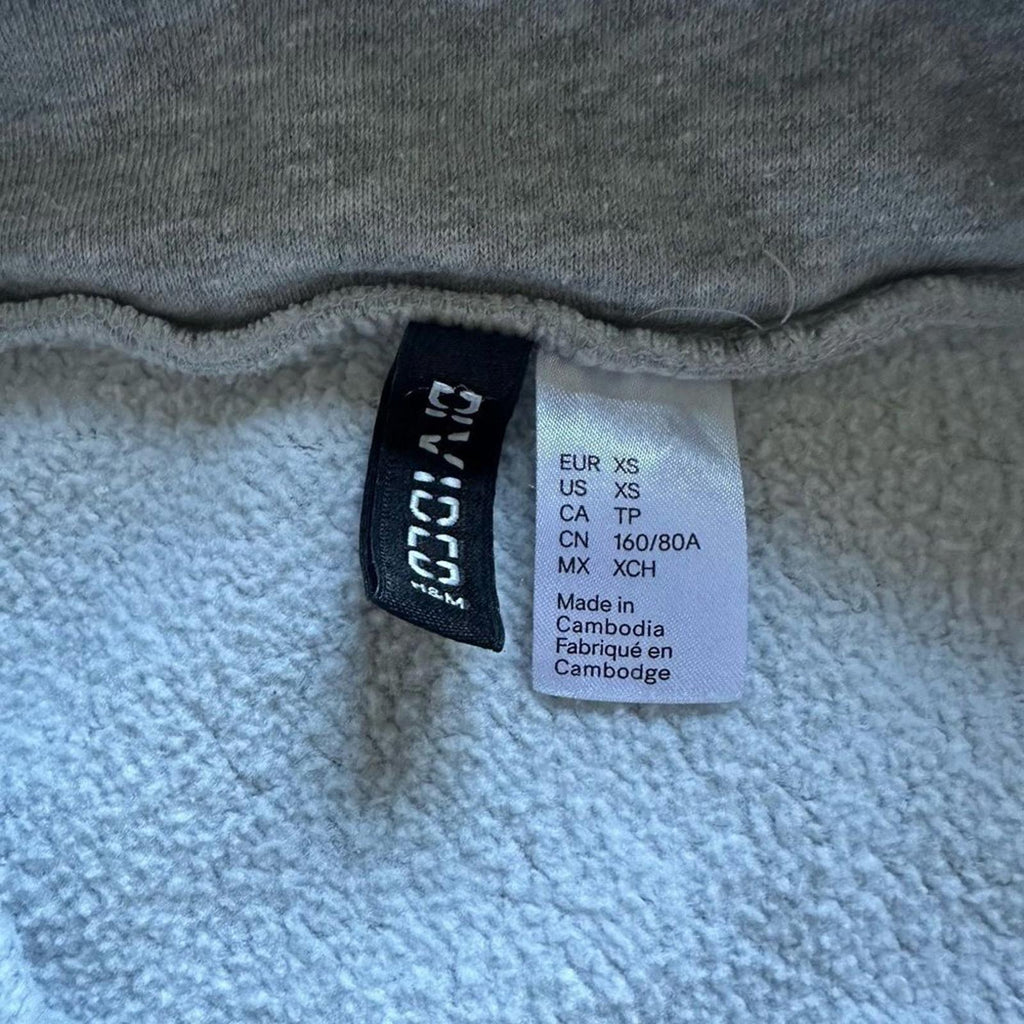 DIVIDED
H&M
EUR XS
US XS
CA TP
CN 160/80A
MX XCH
Made in
Cambodia
Fabriqué en
Cambodge